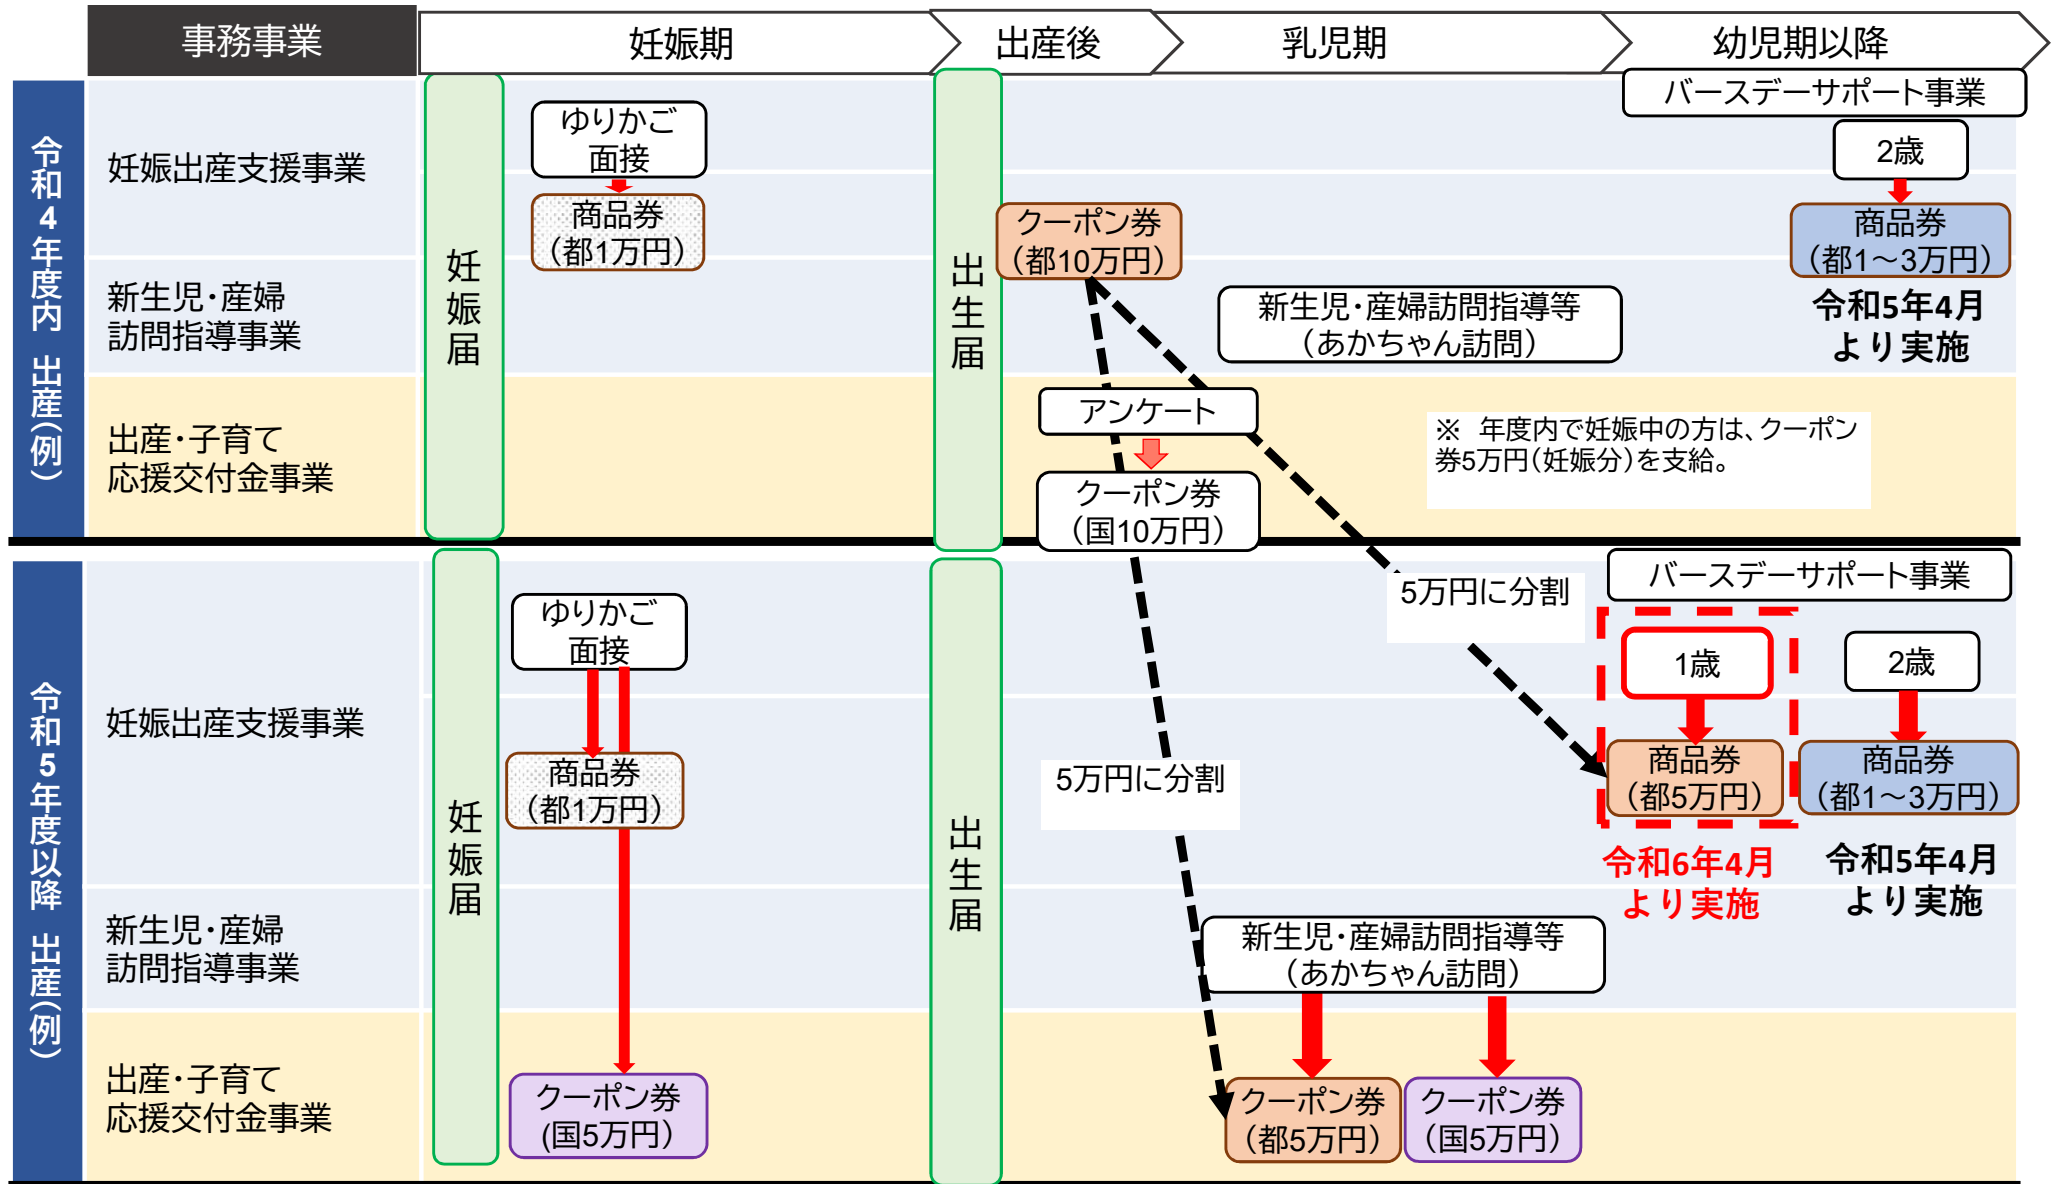 事務事業
妊娠期
出産後
乳児期
幼児期以降
令和4年度内 出産(例)
妊娠出産支援事業
新生児・産婦
訪問指導事業
出産・子育て
応援交付金事業
妊娠届
ゆりかご
面接
商品券
（都1万円）
出生届
クーポン券
（都10万円）
新生児・産婦訪問指導等
（あかちゃん訪問）
アンケート
クーポン券
（国10万円）
バースデーサポート事業
2歳
商品券
（都1～3万円）
令和5年4月
より実施
※　年度内で妊娠中の方は、クーポン
券5万円（妊娠分）を支給。
令和5年度以降 出産(例)
妊娠出産支援事業
新生児・産婦
訪問指導事業
出産・子育て
応援交付金事業
妊娠届
ゆりかご
面接
商品券
（都1万円）
クーポン券
(国5万円）
出生届
5万円に分割
5万円に分割
新生児・産婦訪問指導等
（あかちゃん訪問）
クーポン券
（都5万円）
クーポン券
（国5万円）
バースデーサポート事業
1歳
商品券
（都5万円）
令和6年4月
より実施
2歳
商品券
（都1～3万円）
令和5年4月
より実施